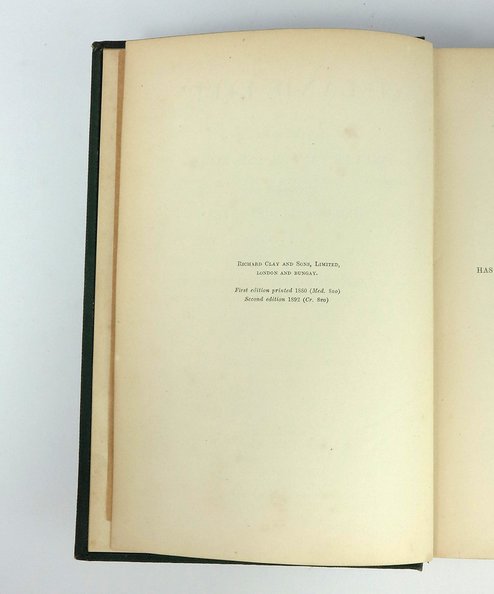 Richard Clay and Sons, Limited,
LONDON AND BUNGAY.
First edition printed 1880 (Med. 8vo)
Second edition 1892 (Cr. 8vo)
HAS